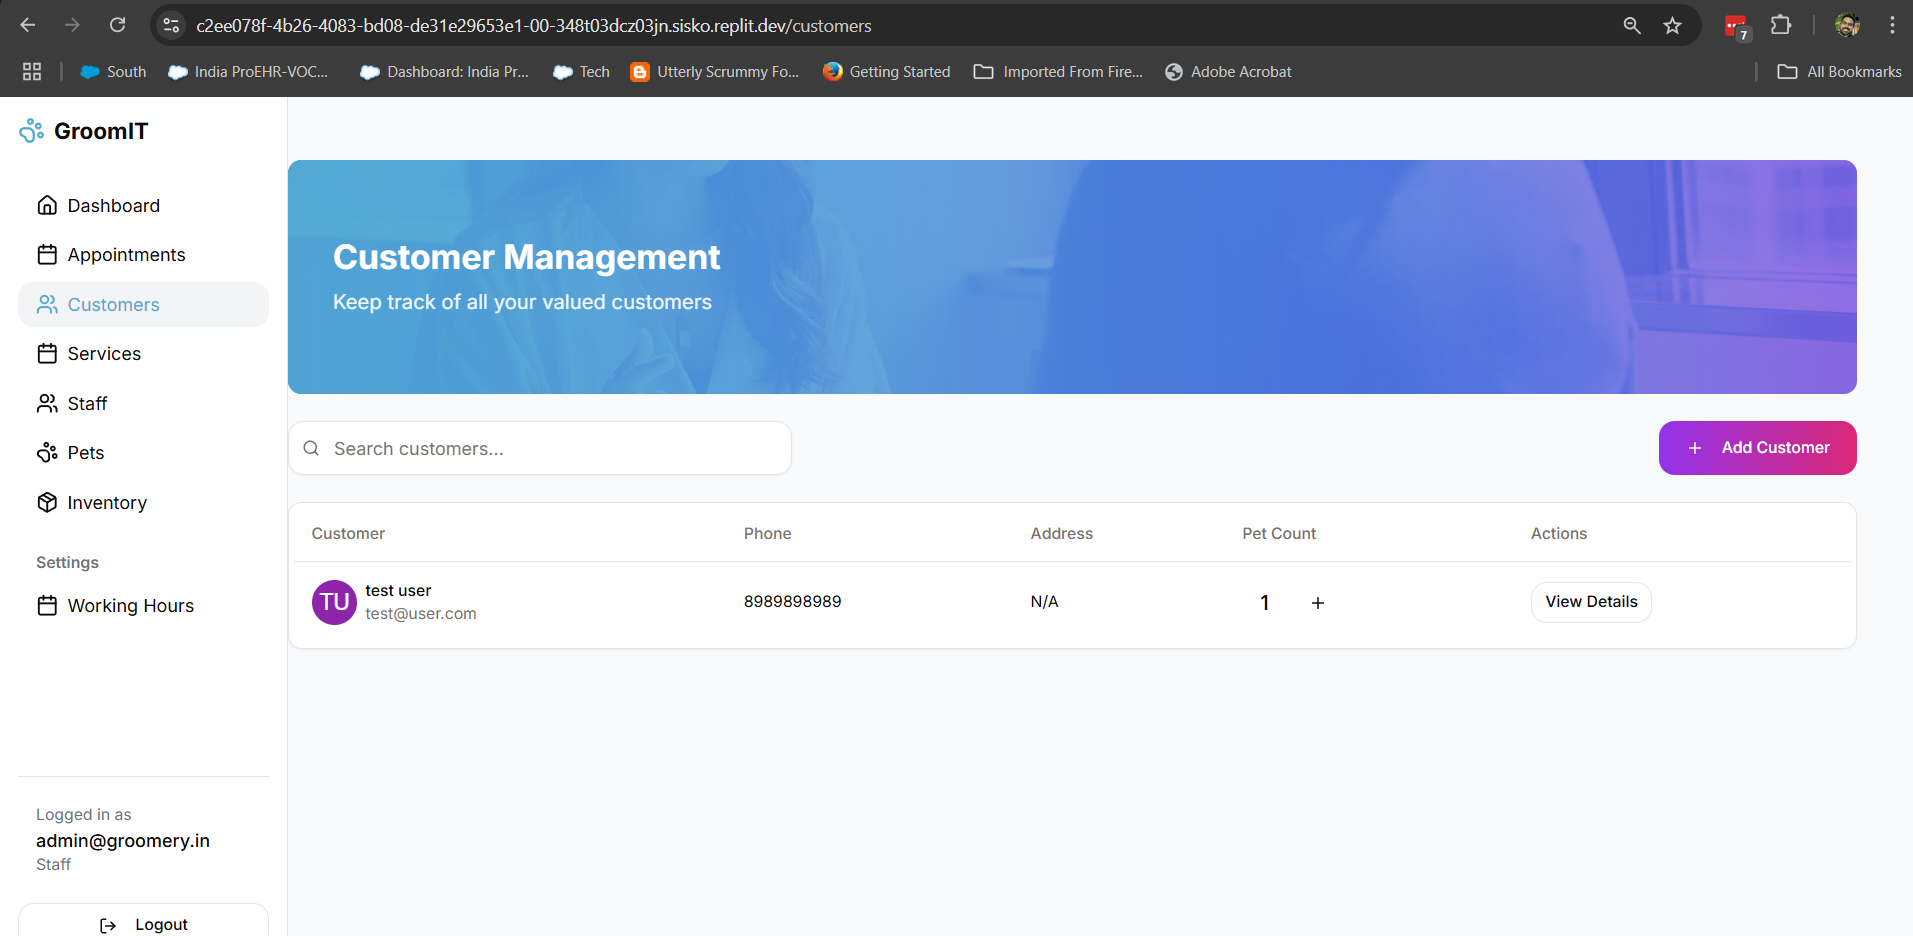 c2ee078f-4b26-4083-bd08-de31e29653e1-00-348t03dcz03jn.sisko.replit.dev/customers
7
South
India ProEHR-VOC...
Dashboard: India Pr...
Tech
Utterly Scrummy Fo...
Getting Started
Imported From Fire...
Adobe Acrobat
All Bookmarks
GroomIT
Dashboard
Appointments
Customers
Services
Staff
Pets
Inventory
Settings
Working Hours
Logged in as
admin@groomery.in
Staff
Logout
Customer Management
Keep track of all your valued customers
Search customers...
+ Add Customer
Customer Phone Address Pet Count Actions
TU test user 8989898989 N/A 1 + View Details
test@user.com